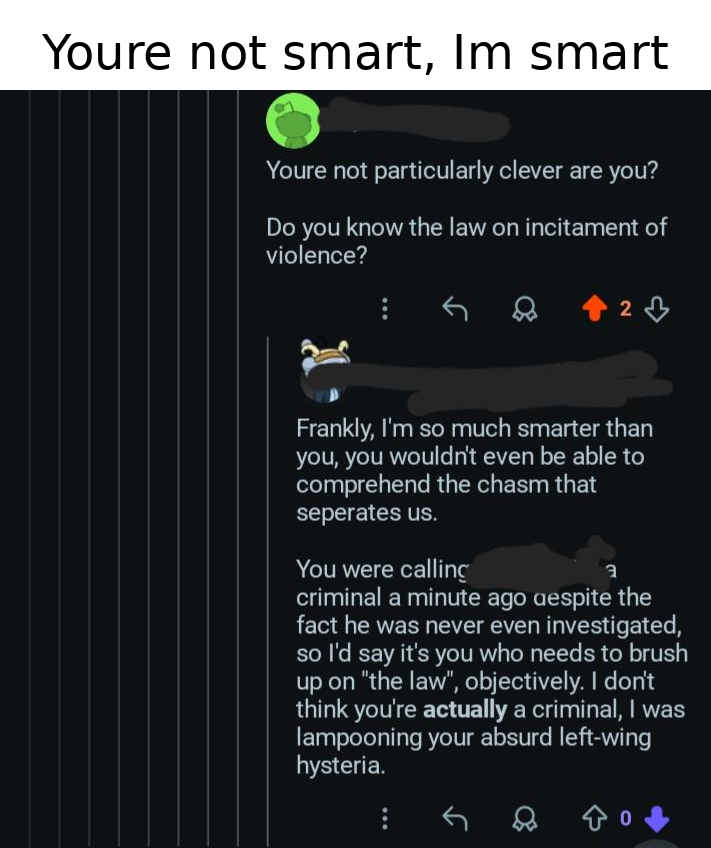 Youre not smart, Im smart
Youre not particularly clever are you?
Do you know the law on incitament of
violence?
2
Frankly, I'm so much smarter than
you, you wouldn't even be able to
comprehend the chasm that
seperates us.
You were calling a
criminal a minute ago despite the
fact he was never even investigated,
so I'd say it's you who needs to brush
up on "the law", objectively. I don't
think you're actually a criminal, I was
lampooning your absurd left-wing
hysteria.
0